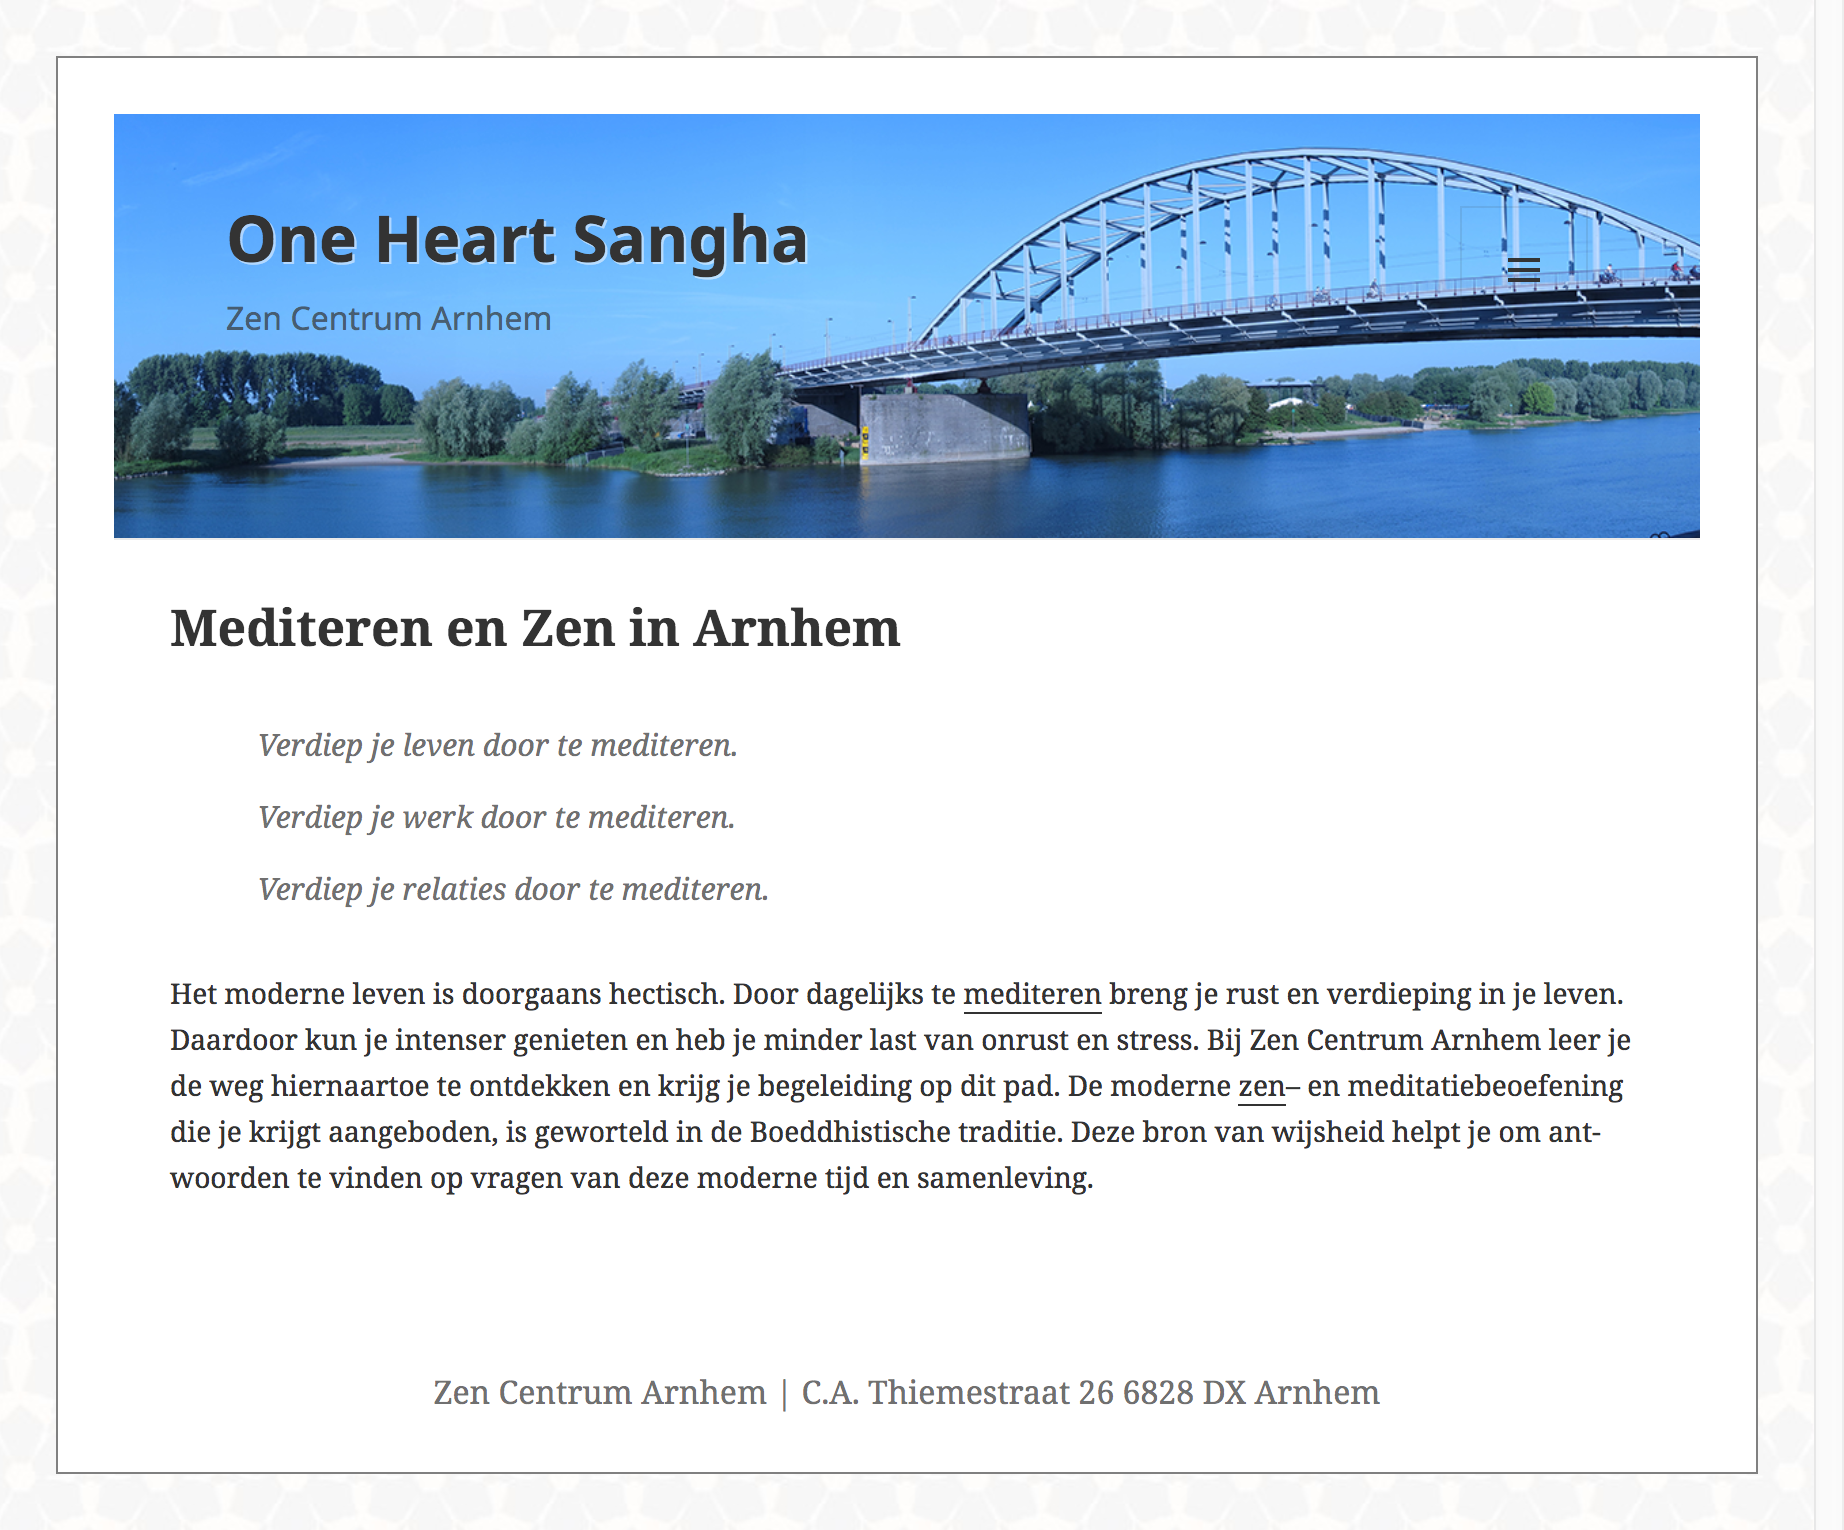 One Heart Sangha
Zen Centrum Arnhem
Mediteren en Zen in Arnhem
Verdiep je leven door te mediteren.
Verdiep je werk door te mediteren.
Verdiep je relaties door te mediteren.
Het moderne leven is doorgaans hectisch. Door dagelijks te mediteren breng je rust en verdieping in je leven.
Daardoor kun je intenser genieten en heb je minder last van onrust en stress. Bij Zen Centrum Arnhem leer je
de weg hiernaartoe te ontdekken en krijg je begeleiding op dit pad. De moderne zen– en meditatiebeoefening
die je krijgt aangeboden, is geworteld in de Boeddhistische traditie. Deze bron van wijsheid helpt je om ant-
woorden te vinden op vragen van deze moderne tijd en samenleving.
Zen Centrum Arnhem | C.A. Thiemestraat 26 6828 DX Arnhem